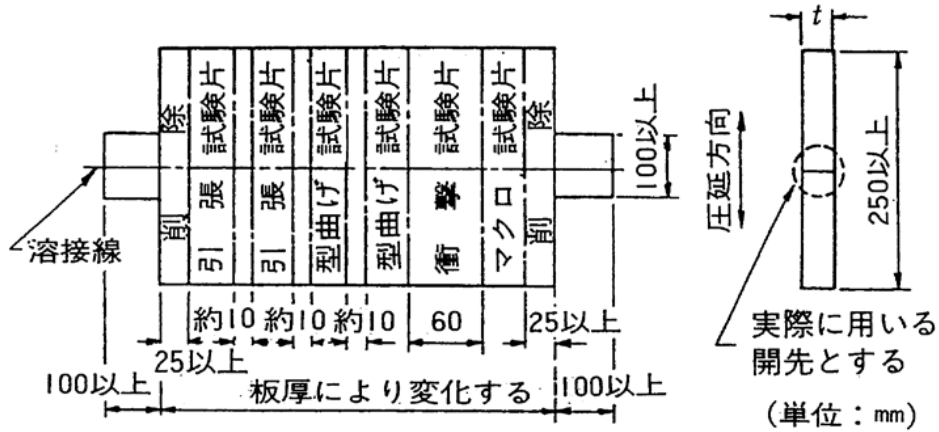 削除
引張試験片
引張試験片
型曲げ試験片
型曲げ試験片
衝撃試験片
マクロ試験片
削除
溶接線
100以上
約10
約10
約10
60
25以上
25以上
100以上
板厚により変化する
100以上
t
圧延方向
250以上
実際に用いる
開先とする
(単位:mm)